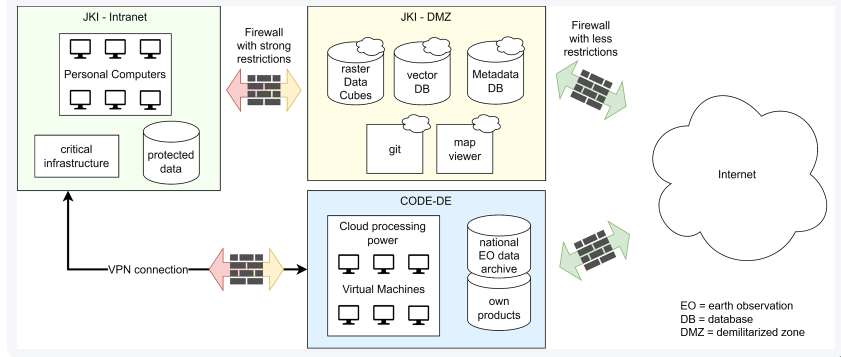 JKI - Intranet
Personal Computers
critical
infrastructure
protected
data
Firewall
with strong
restrictions
JKI - DMZ
raster
Data
Cubes
vector
DB
Metadata
DB
git
map
viewer
Firewall
with less
restrictions
Internet
VPN connection
CODE-DE
Cloud processing
power
Virtual Machines
national
EO data
archive
own
products
EO = earth observation
DB = database
DMZ = demilitarized zone